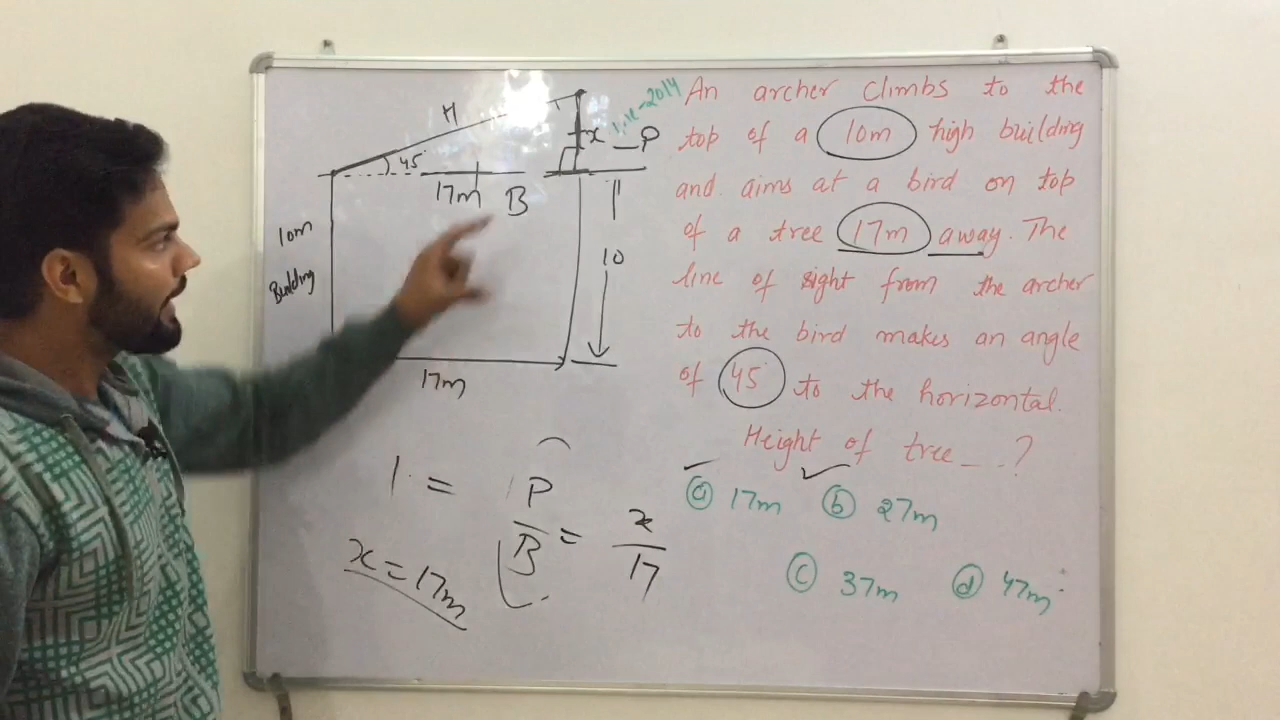 An archer climbs to the
top of a 10m high building
and aims at a bird on top
of a tree 17m away. The
line of sight from the archer
to the bird makes an angle
of 45 to the horizontal.
Height of tree ---?
ⓐ 17m ⓑ 27m
ⓒ 37m ⓓ 47m
H
45
17m B
x P
10m
Building
10
17m
1 = P/B = x/17
x = 17m